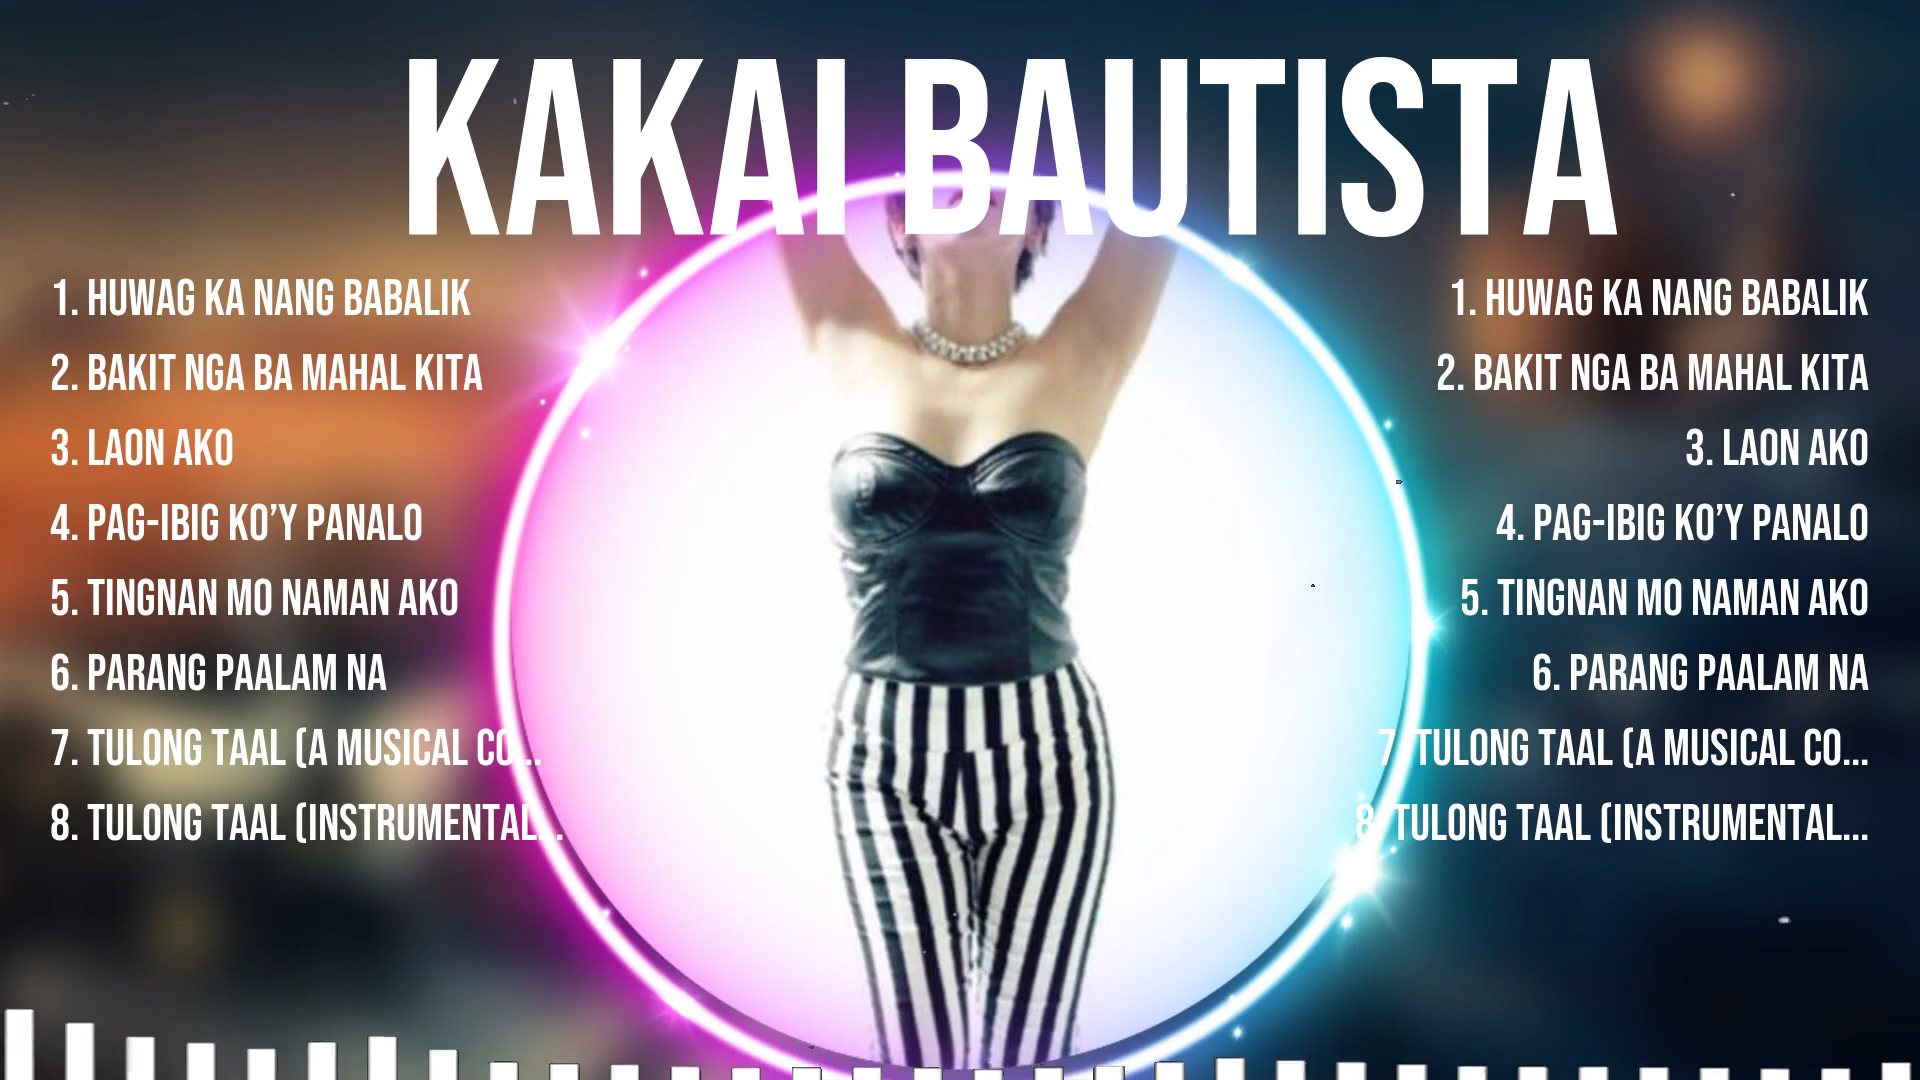 KAKAI BAUTISTA
1. HUWAG KA NANG BABALIK
2. BAKIT NGA BA MAHAL KITA
3. LAON AKO
4. PAG-IBIG KO’Y PANALO
5. TINGNAN MO NAMAN AKO
6. PARANG PAALAM NA
7. TULONG TAAL (A MUSICAL CO...
8. TULONG TAAL (INSTRUMENTAL...
1. HUWAG KA NANG BABALIK
2. BAKIT NGA BA MAHAL KITA
3. LAON AKO
4. PAG-IBIG KO’Y PANALO
5. TINGNAN MO NAMAN AKO
6. PARANG PAALAM NA
7. TULONG TAAL (A MUSICAL CO...
8. TULONG TAAL (INSTRUMENTAL...